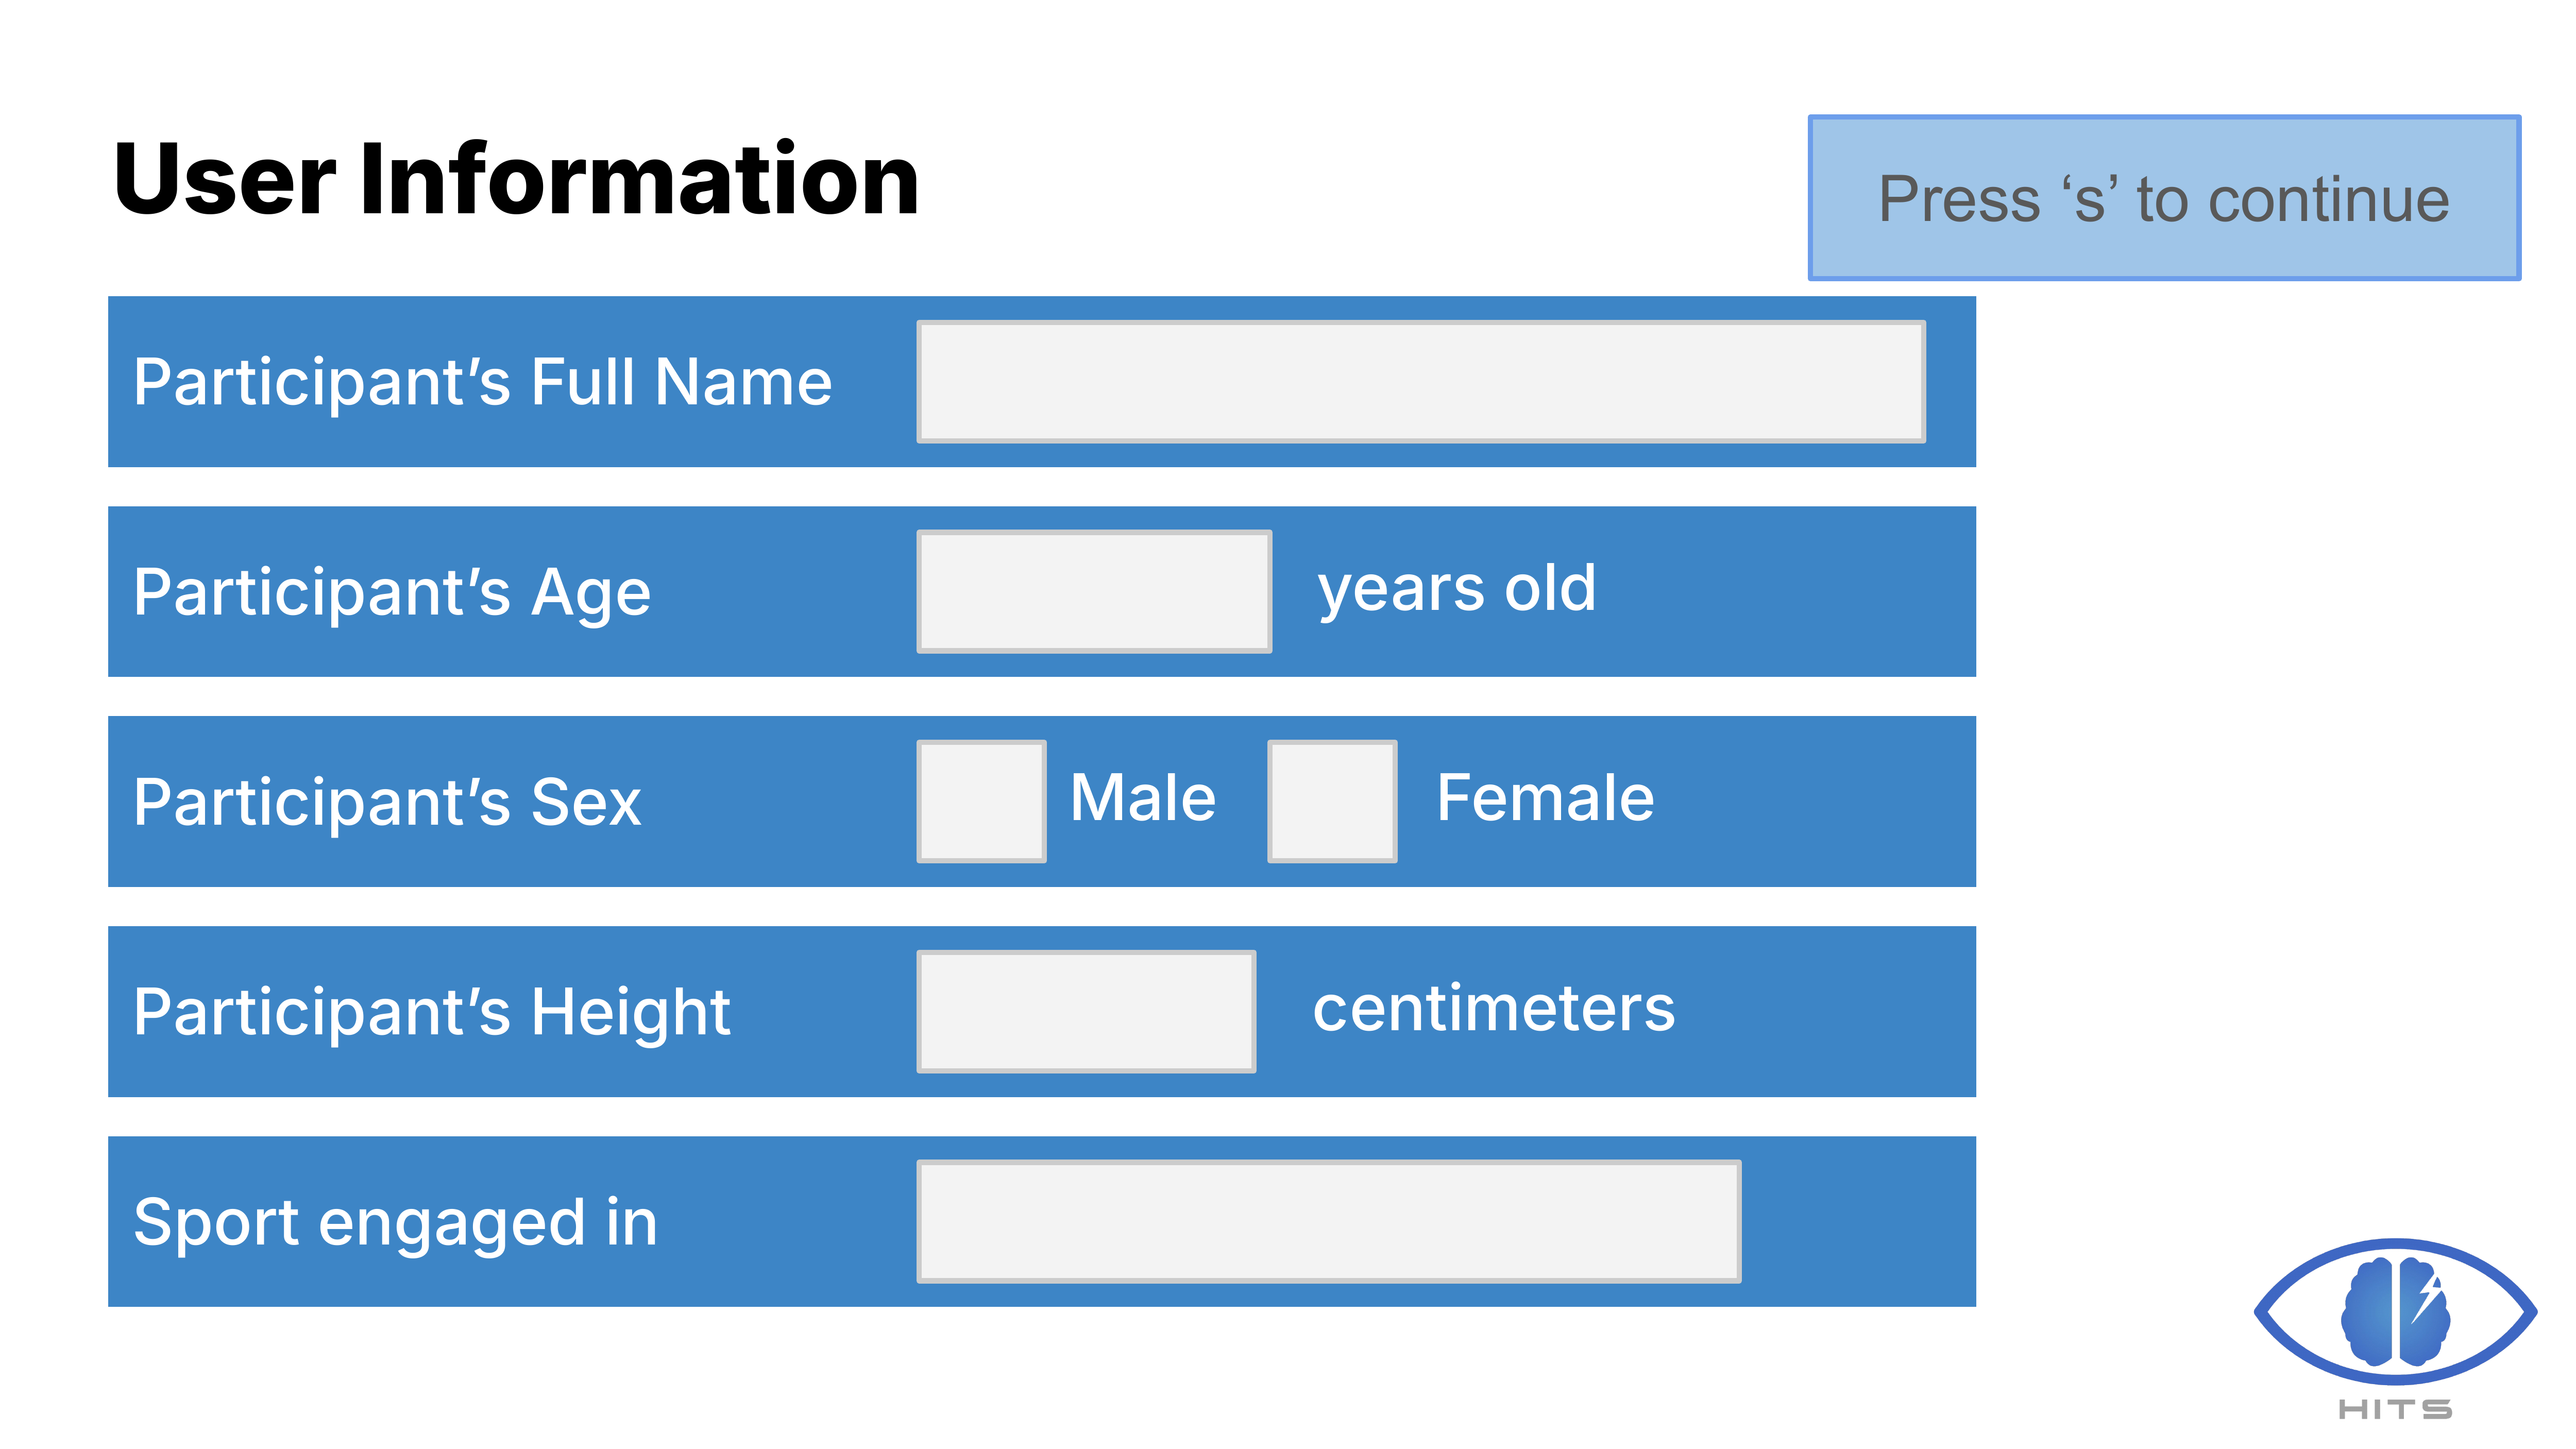 User Information
Press ‘s’ to continue
Participant’s Full Name
Participant’s Age years old
Participant’s Sex Male Female
Participant’s Height centimeters
Sport engaged in
HITS